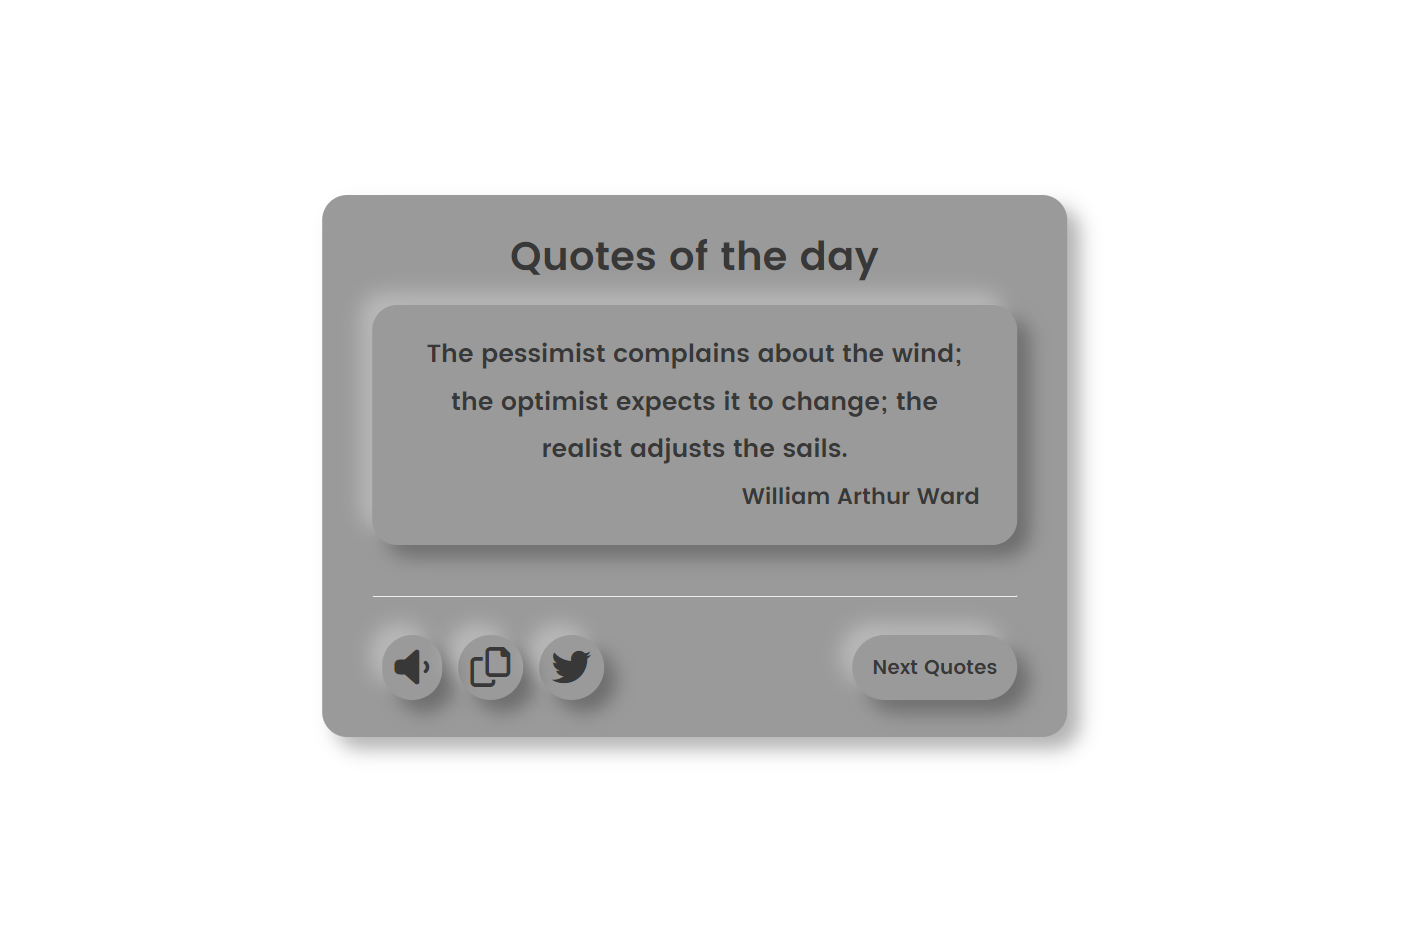 Quotes of the day
The pessimist complains about the wind;
the optimist expects it to change; the
realist adjusts the sails.
William Arthur Ward
Next Quotes